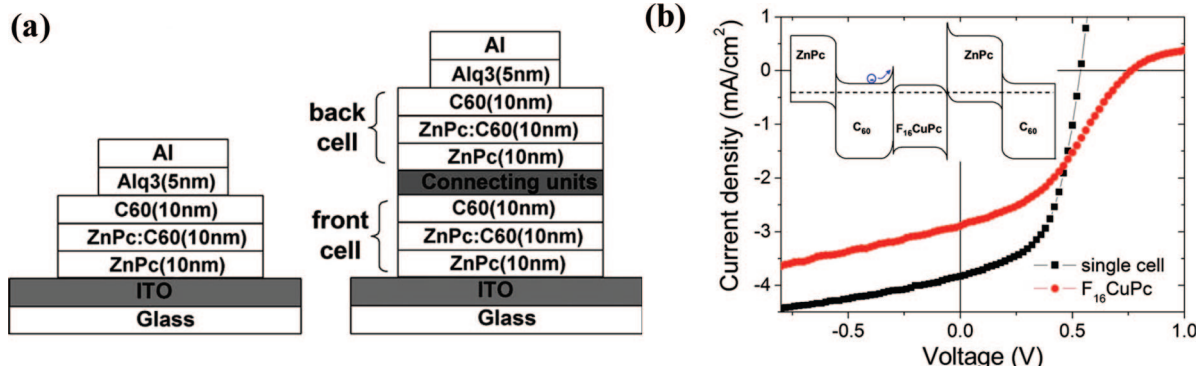 (a)
Al
Alq3(5nm)
C60(10nm)
ZnPc:C60(10nm)
ZnPc(10nm)
ITO
Glass
Al
Alq3(5nm)
back
cell
C60(10nm)
ZnPc:C60(10nm)
ZnPc(10nm)
Connecting units
front
cell
C60(10nm)
ZnPc:C60(10nm)
ZnPc(10nm)
ITO
Glass
(b)
Current density (mA/cm²)
1
0
-1
-2
-3
-4
ZnPc
ZnPc
C₆₀
F₁₆CuPc
C₆₀
single cell
F₁₆CuPc
-0.5
0.0
0.5
1.0
Voltage (V)